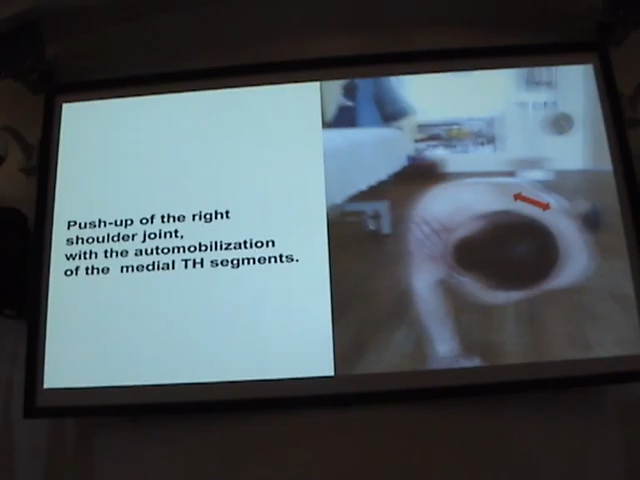 Push-up of the right
shoulder joint,
with the automobilization
of the medial TH segments.